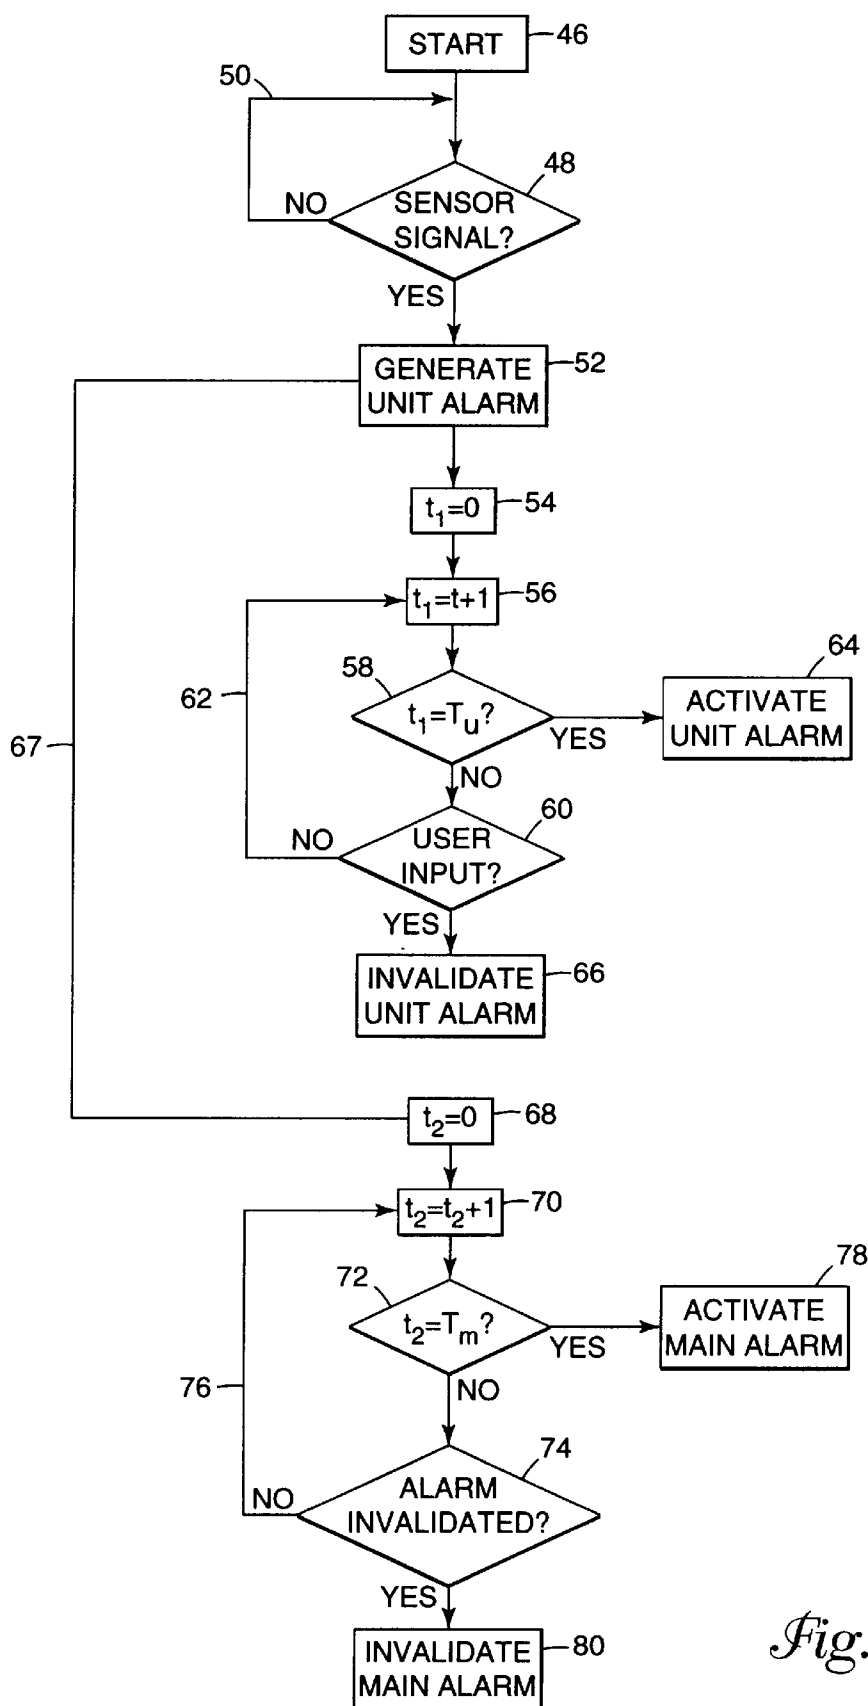 START
46
50
48
NO
SENSOR
SIGNAL?
YES
GENERATE
UNIT ALARM
52
t₁=0
54
t₁=t+1
56
62
58
t₁=Tᵤ?
YES
64
ACTIVATE
UNIT ALARM
67
NO
60
NO
USER
INPUT?
YES
INVALIDATE
UNIT ALARM
66
t₂=0
68
t₂=t₂+1
70
72
t₂=Tₘ?
YES
78
ACTIVATE
MAIN ALARM
76
NO
74
NO
ALARM
INVALIDATED?
YES
INVALIDATE
MAIN ALARM
80
Fig.